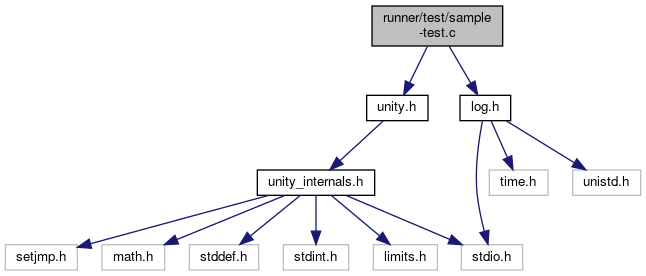 runner/test/sample
-test.c
unity.h
log.h
unity_internals.h
time.h
unistd.h
setjmp.h
math.h
stddef.h
stdint.h
limits.h
stdio.h